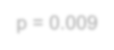 p = 0.009